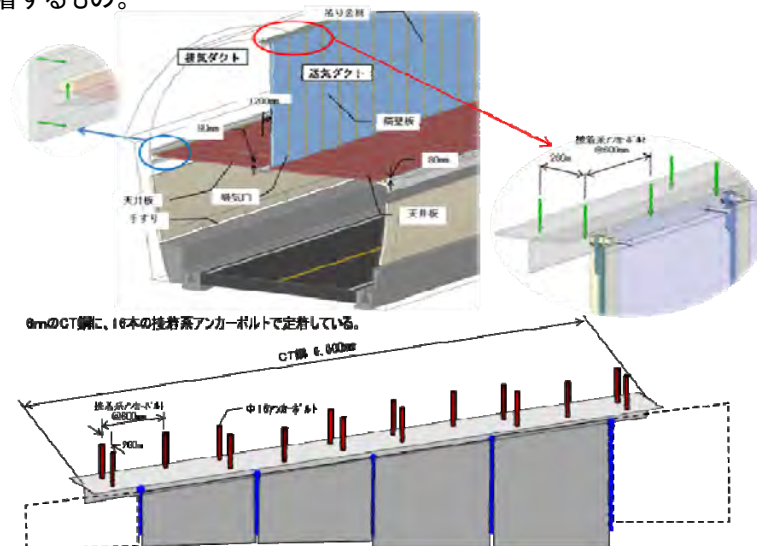 着するもの。
吊り金具
排気ダクト
送気ダクト
1200mm
隔壁板
80mm
80mm
天井板
吸気口
手すり
天井板
接着系アンカーボルト
@600mm
6mのCT鋼に、16本の接着系アンカーボルトで定着している。
CT鋼 6,000mm
接着系アンカーボルト
@600mm
φ16アンカーボルト